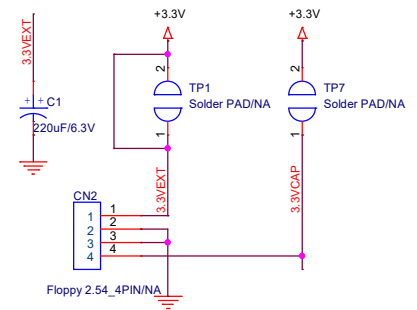 +3.3V
+3.3V
3.3VEXT
2
2
TP1
TP7
Solder PAD/NA
Solder PAD/NA
+ +
C1
220uF/6.3V
1
1
3.3VEXT
3.3VCAP
CN2
1
1
2
2
3
3
4
4
Floppy 2.54_4PIN/NA